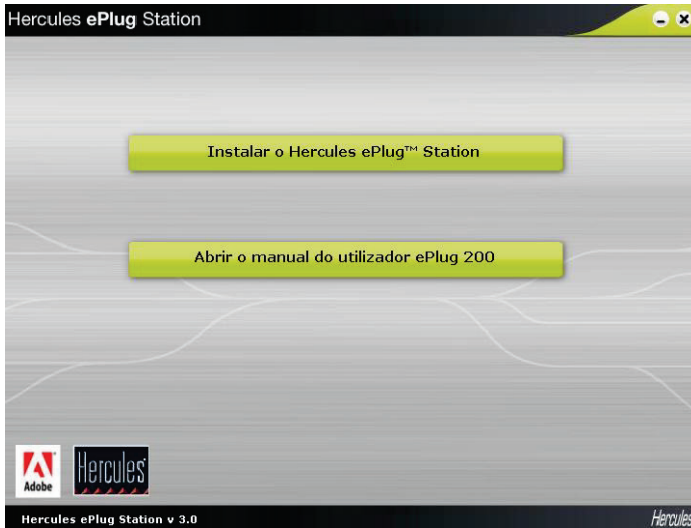 Hercules ePlug Station
Instalar o Hercules ePlug™ Station
Abrir o manual do utilizador ePlug 200
Adobe
Hercules
Hercules ePlug Station v 3.0
Hercules